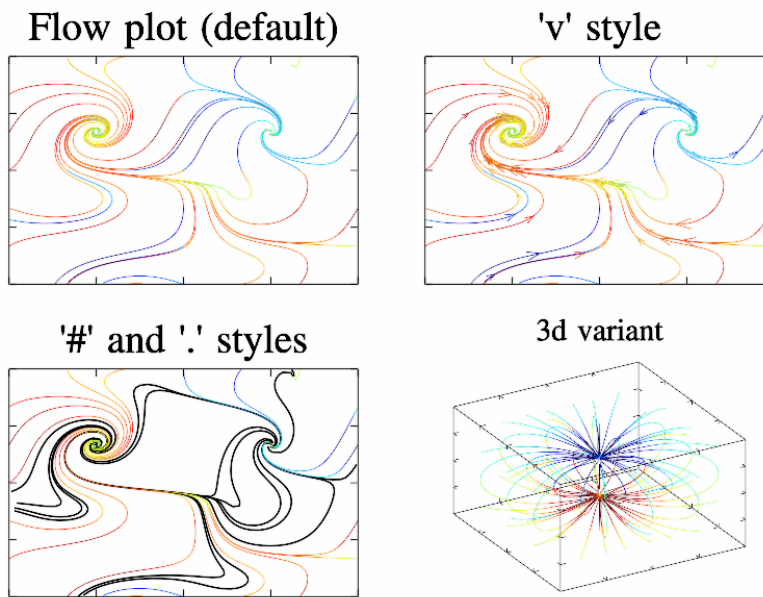 Flow plot (default)
'v' style
'#' and '.' styles
3d variant